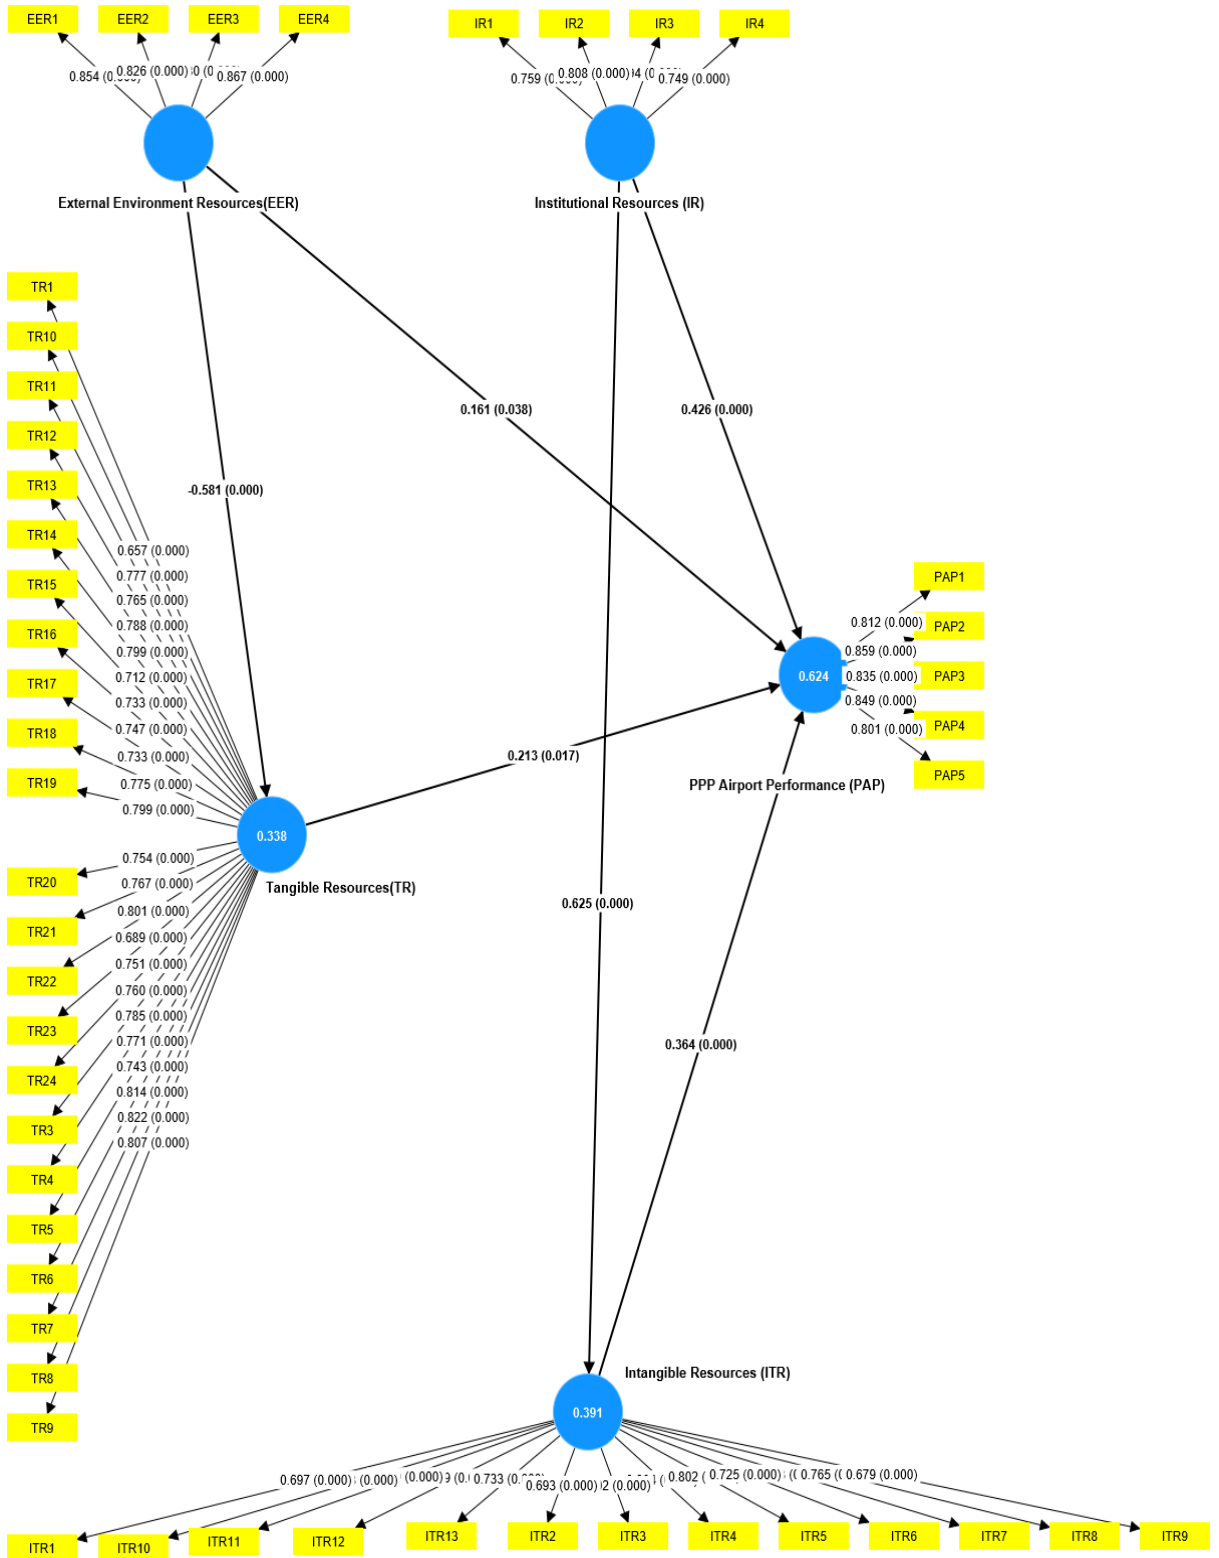 EER1
EER2
EER3
EER4
IR1
IR2
IR3
IR4
0.854
0.826 (0.000)
0.867 (0.000)
0.759
0.808 (0.000)
0.749 (0.000)
External Environment Resources(EER)
Institutional Resources (IR)
TR1
TR10
TR11
TR12
TR13
TR14
TR15
TR16
TR17
TR18
TR19
TR20
TR21
TR22
TR23
TR24
TR3
TR4
TR5
TR6
TR7
TR8
TR9
0.161 (0.038)
0.426 (0.000)
-0.581 (0.000)
0.657 (0.000)
0.777 (0.000)
0.765 (0.000)
0.788 (0.000)
0.799 (0.000)
0.712 (0.000)
0.733 (0.000)
0.747 (0.000)
0.733 (0.000)
0.775 (0.000)
0.799 (0.000)
0.754 (0.000)
0.767 (0.000)
0.801 (0.000)
0.689 (0.000)
0.751 (0.000)
0.760 (0.000)
0.785 (0.000)
0.771 (0.000)
0.743 (0.000)
0.814 (0.000)
0.822 (0.000)
0.807 (0.000)
0.338
Tangible Resources(TR)
0.213 (0.017)
0.624
PPP Airport Performance (PAP)
0.812 (0.000)
0.859 (0.000)
0.835 (0.000)
0.849 (0.000)
0.801 (0.000)
PAP1
PAP2
PAP3
PAP4
PAP5
0.625 (0.000)
0.364 (0.000)
Intangible Resources (ITR)
0.391
0.697 (0.000)
(0.000)
(0.000)
0.733
0.693 (0.000)
(0.000)
0.802
0.725 (0.000)
0.765
0.679 (0.000)
ITR1
ITR10
ITR11
ITR12
ITR13
ITR2
ITR3
ITR4
ITR5
ITR6
ITR7
ITR8
ITR9